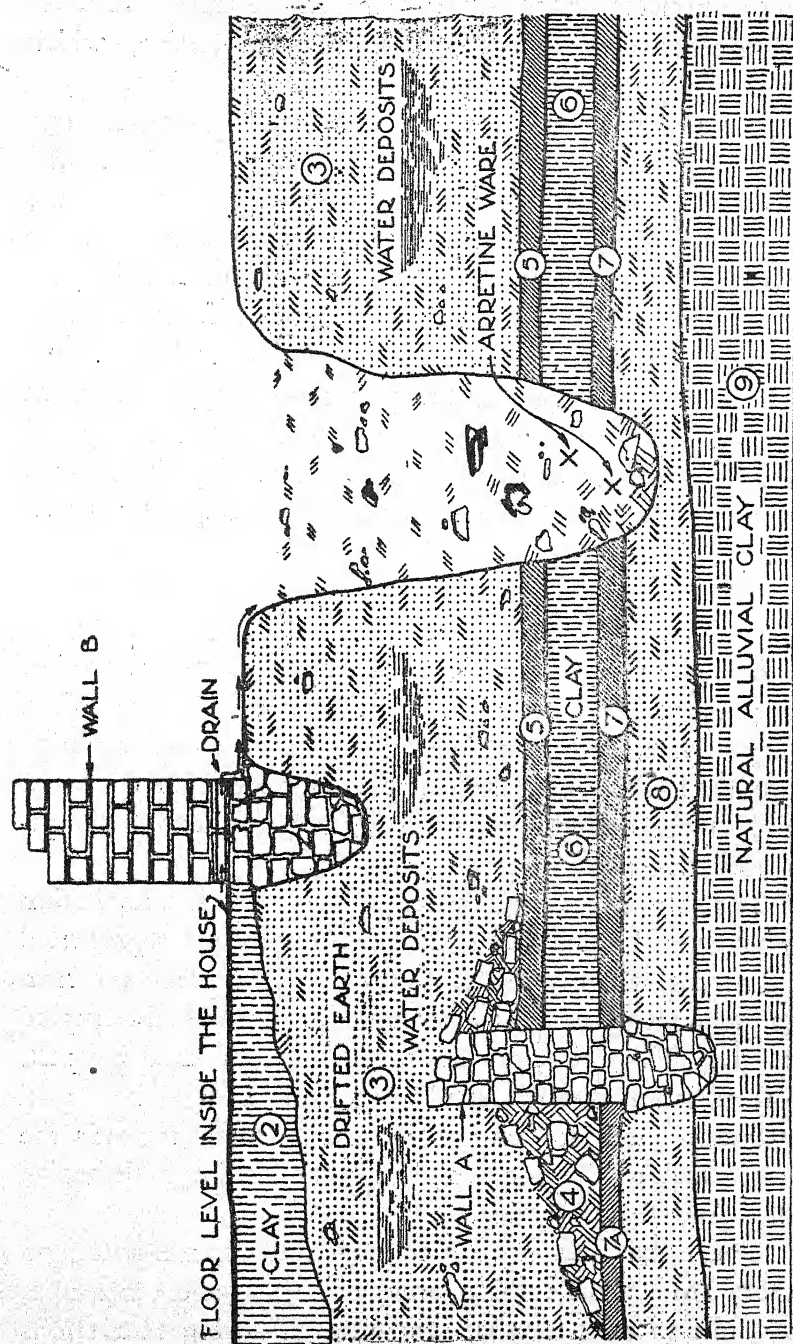 WALL B
DRAIN
FLOOR LEVEL INSIDE THE HOUSE
CLAY 2
3
DRIFTED EARTH
3
WATER DEPOSITS
WATER DEPOSITS
WALL A
ARRETINE WARE
5
5
X
X
4
6
CLAY
6
7A
7
7
8
NATURAL ALLUVIAL CLAY
9